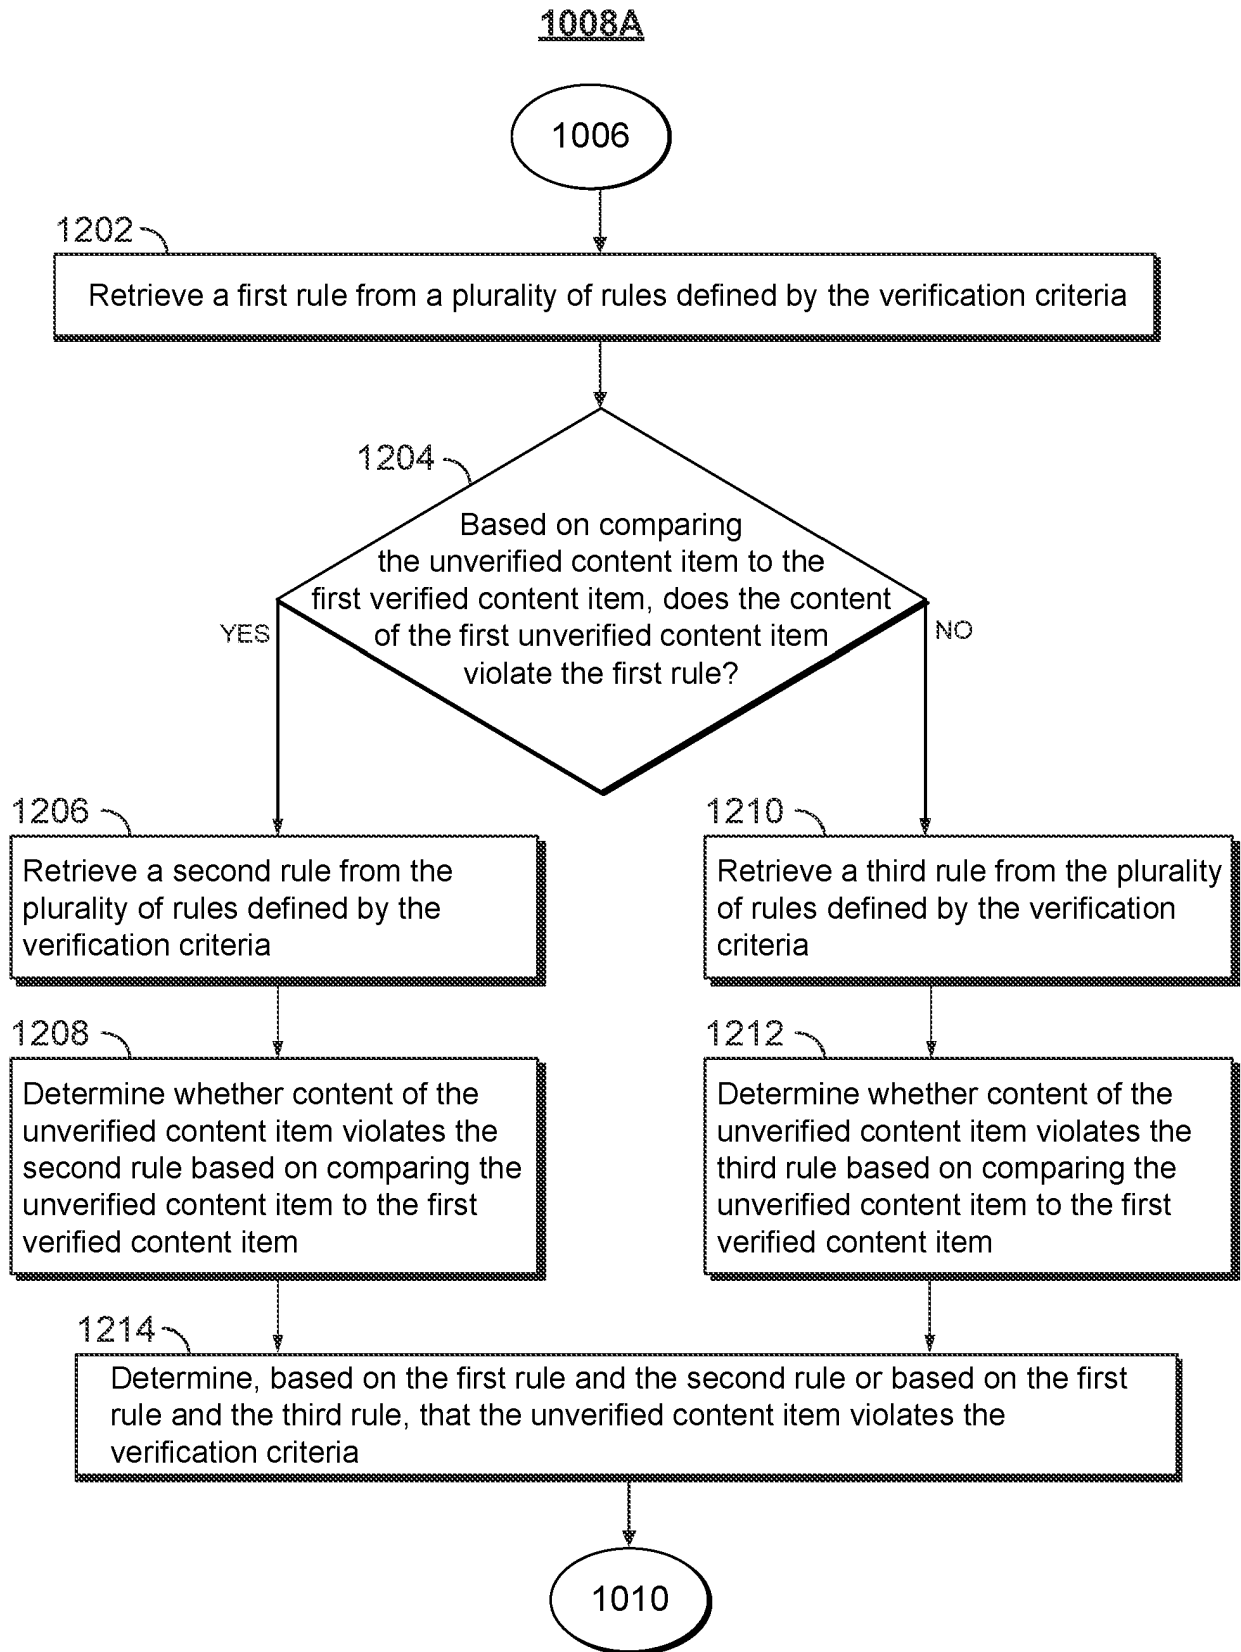 1008A
1006
1202
Retrieve a first rule from a plurality of rules defined by the verification criteria
1204
Based on comparing
the unverified content item to the
first verified content item, does the content
of the first unverified content item
violate the first rule?
YES
NO
1206
Retrieve a second rule from the
plurality of rules defined by the
verification criteria
1210
Retrieve a third rule from the plurality
of rules defined by the verification
criteria
1208
Determine whether content of the
unverified content item violates the
second rule based on comparing the
unverified content item to the first
verified content item
1212
Determine whether content of the
unverified content item violates the
third rule based on comparing the
unverified content item to the first
verified content item
1214
Determine, based on the first rule and the second rule or based on the first
rule and the third rule, that the unverified content item violates the
verification criteria
1010